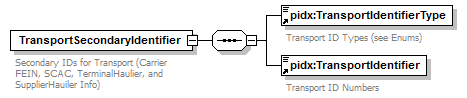 TransportSecondaryIdentifier
Secondary IDs for Transport (Carrier
FEIN, SCAC, TerminalHaulier, and
SupplierHauiler Info)
pidx:TransportIdentifierType
Transport ID Types (see Enums)
pidx:TransportIdentifier
Transport ID Numbers